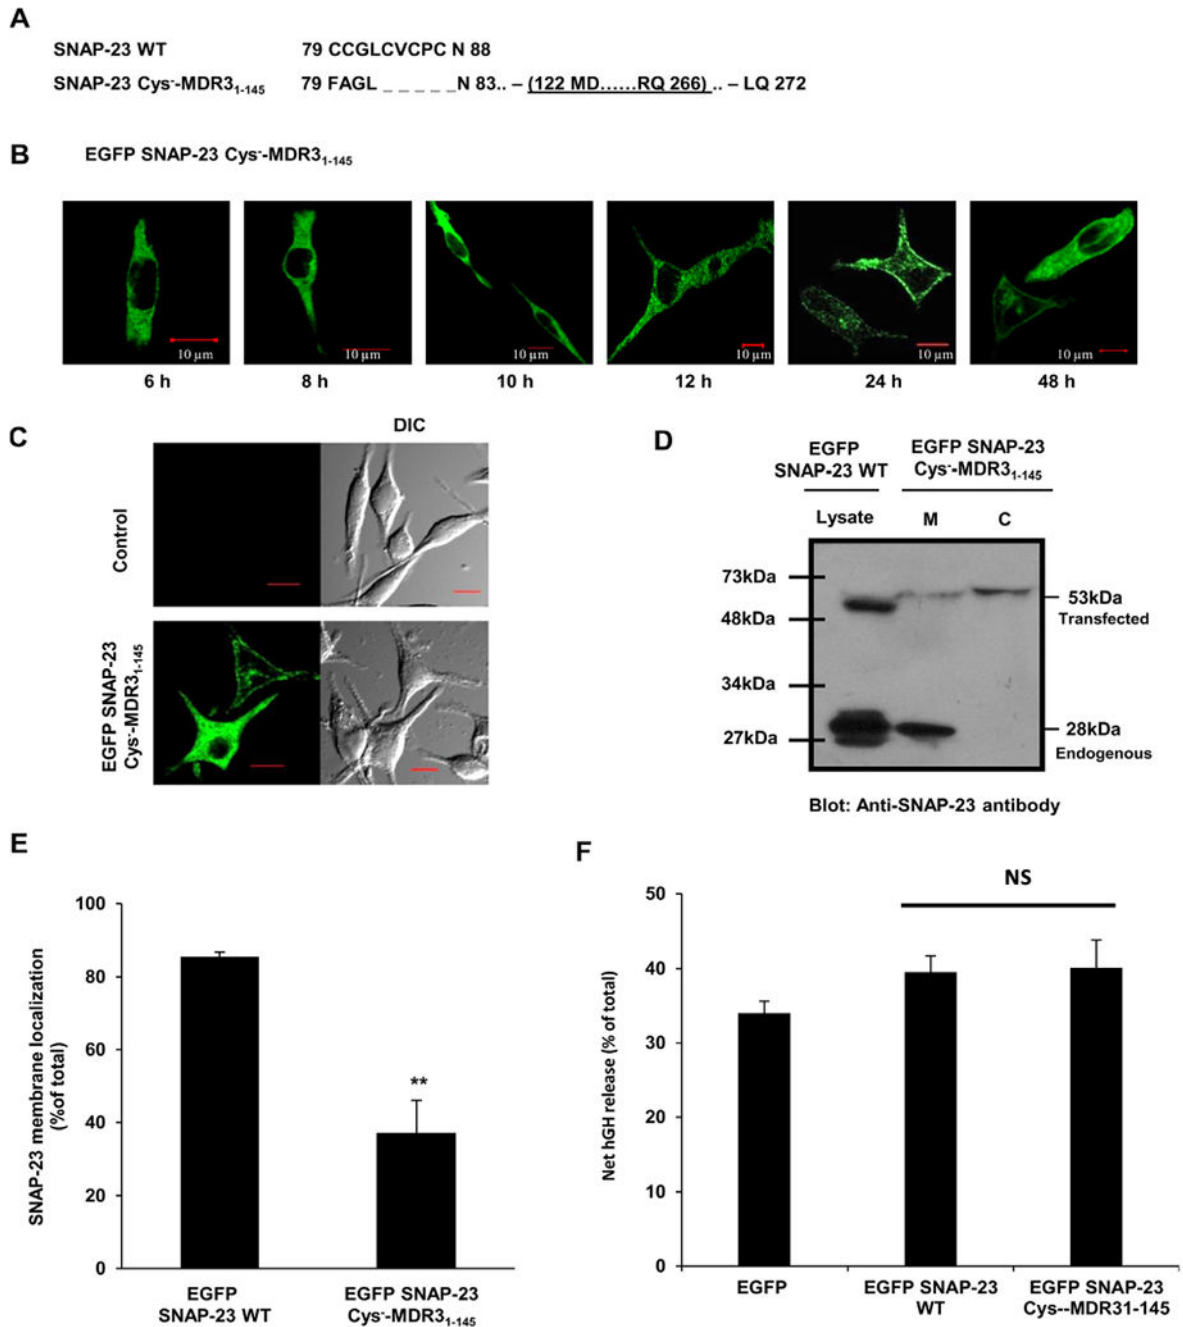 A
SNAP-23 WT 79 CCGLCVCPC N 88
SNAP-23 Cys⁻-MDR3₁₋₁₄₅ 79 FAGL _ _ _ _ _N 83.. – (122 MD......RQ 266) .. – LQ 272
B EGFP SNAP-23 Cys⁻-MDR3₁₋₁₄₅
10 µm 10 µm 10 µm 10 µm 10 µm 10 µm
6 h 8 h 10 h 12 h 24 h 48 h
C
DIC
Control
EGFP SNAP-23
Cys⁻-MDR3₁₋₁₄₅
D
EGFP
SNAP-23 WT
EGFP SNAP-23
Cys⁻-MDR3₁₋₁₄₅
Lysate M C
73kDa
48kDa
34kDa
27kDa
53kDa
Transfected
28kDa
Endogenous
Blot: Anti-SNAP-23 antibody
E
SNAP-23 membrane localization
(%of total)
100
80
60
40
20
0
**
EGFP
SNAP-23 WT
EGFP SNAP-23
Cys⁻-MDR3₁₋₁₄₅
F
Net hGH release (% of total)
50
40
30
20
10
0
NS
EGFP
EGFP SNAP-23
WT
EGFP SNAP-23
Cys--MDR31-145